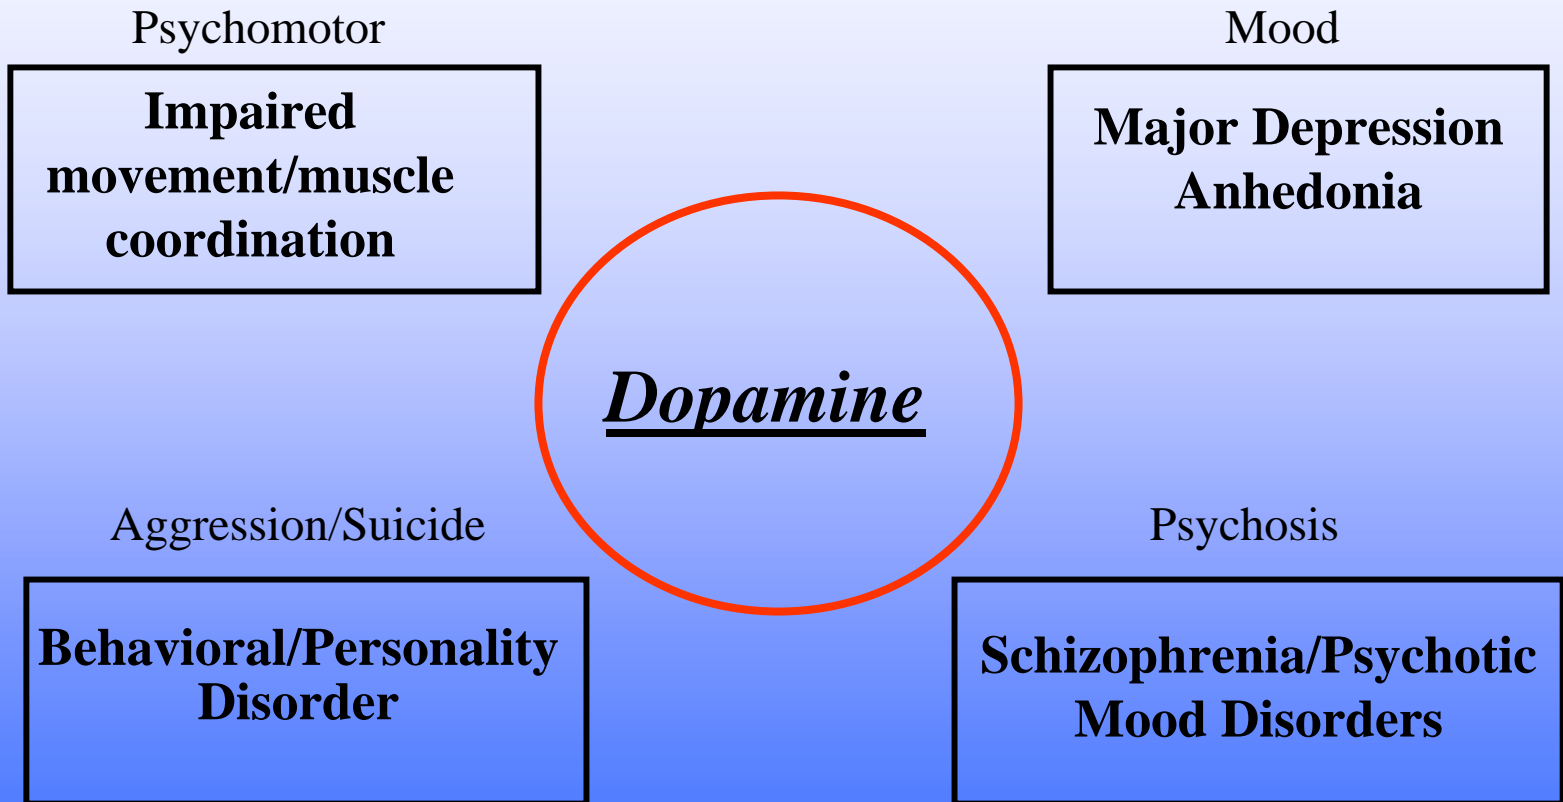 Psychomotor
Impaired
movement/muscle
coordination
Mood
Major Depression
Anhedonia
Dopamine
Aggression/Suicide
Behavioral/Personality
Disorder
Psychosis
Schizophrenia/Psychotic
Mood Disorders